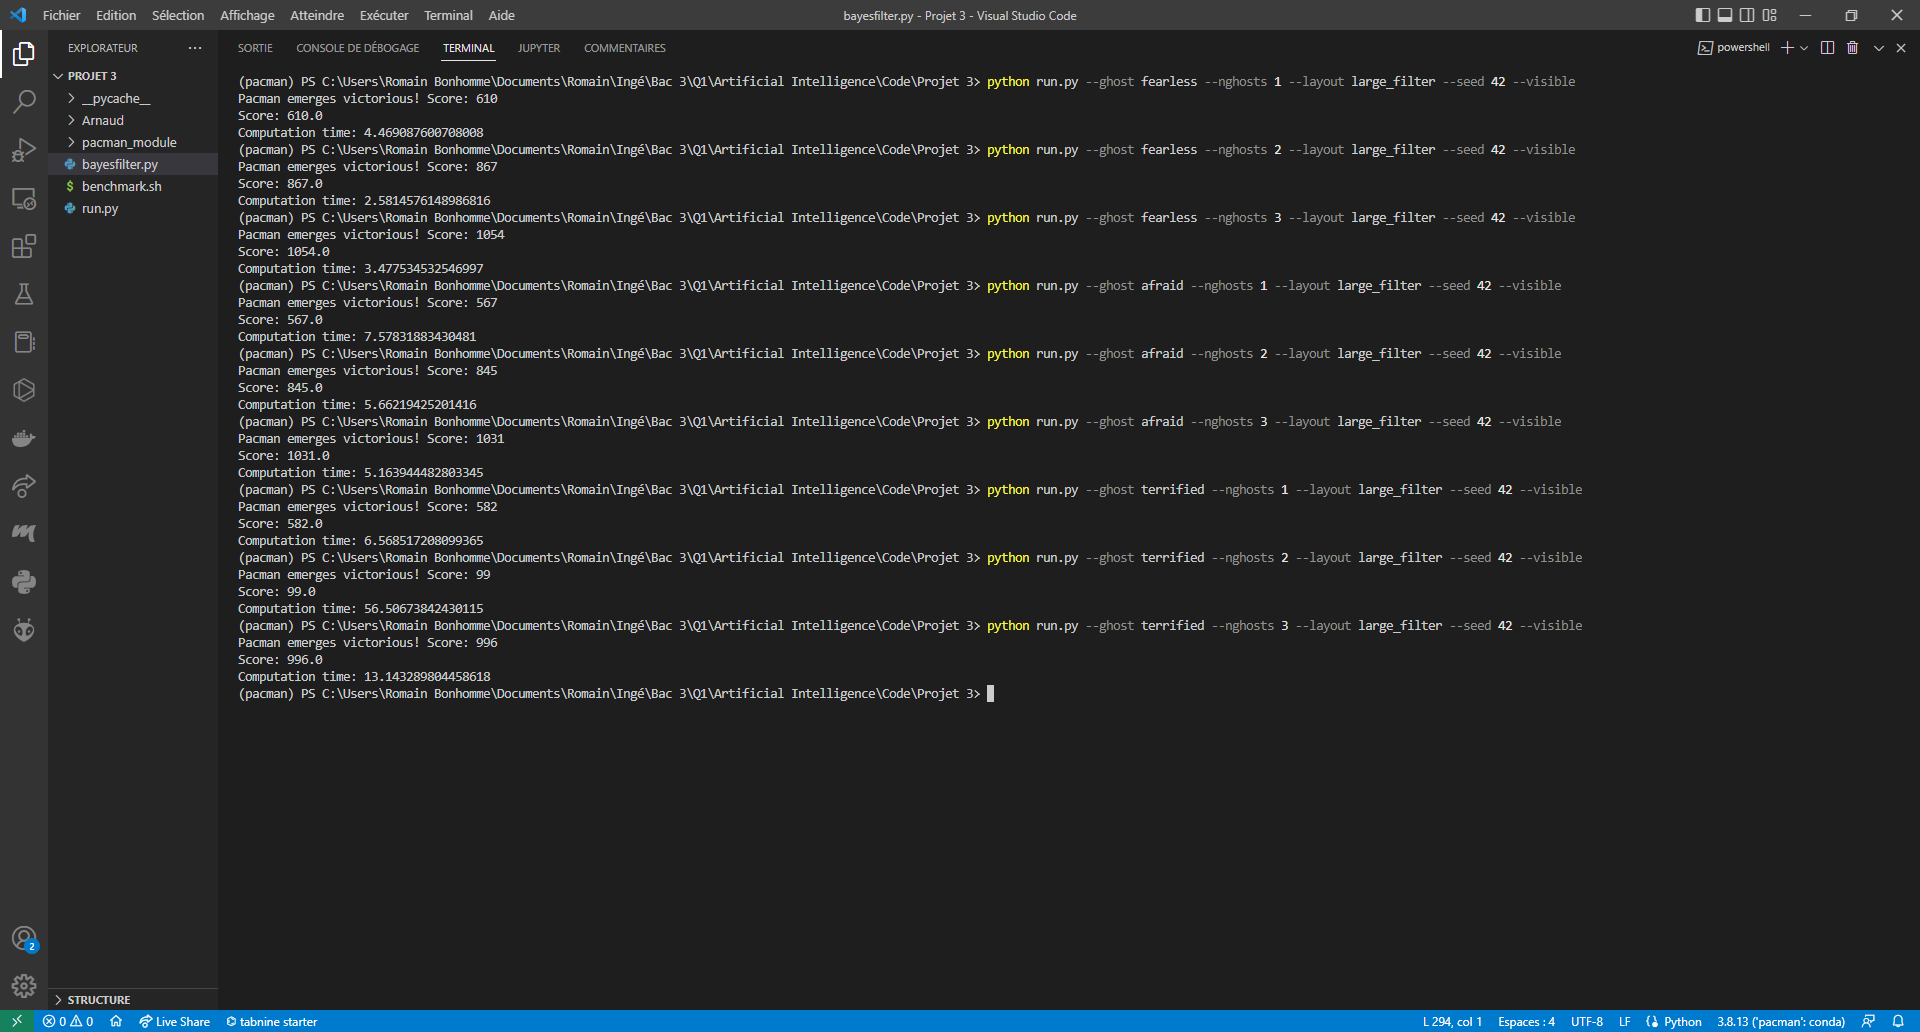 Fichier Edition Sélection Affichage Atteindre Exécuter Terminal Aide
bayesfilter.py - Projet 3 - Visual Studio Code
EXPLORATEUR
PROJET 3
__pycache__
Arnaud
pacman_module
bayesfilter.py
$ benchmark.sh
run.py
STRUCTURE
SORTIE CONSOLE DE DÉBOGAGE TERMINAL JUPYTER COMMENTAIRES
powershell
(pacman) PS C:\Users\Romain Bonhomme\Documents\Romain\Ingé\Bac 3\Q1\Artificial Intelligence\Code\Projet 3> python run.py --ghost fearless --nghosts 1 --layout large_filter --seed 42 --visible
Pacman emerges victorious! Score: 610
Score: 610.0
Computation time: 4.469087600708008
(pacman) PS C:\Users\Romain Bonhomme\Documents\Romain\Ingé\Bac 3\Q1\Artificial Intelligence\Code\Projet 3> python run.py --ghost fearless --nghosts 2 --layout large_filter --seed 42 --visible
Pacman emerges victorious! Score: 867
Score: 867.0
Computation time: 2.5814576148986816
(pacman) PS C:\Users\Romain Bonhomme\Documents\Romain\Ingé\Bac 3\Q1\Artificial Intelligence\Code\Projet 3> python run.py --ghost fearless --nghosts 3 --layout large_filter --seed 42 --visible
Pacman emerges victorious! Score: 1054
Score: 1054.0
Computation time: 3.477534532546997
(pacman) PS C:\Users\Romain Bonhomme\Documents\Romain\Ingé\Bac 3\Q1\Artificial Intelligence\Code\Projet 3> python run.py --ghost afraid --nghosts 1 --layout large_filter --seed 42 --visible
Pacman emerges victorious! Score: 567
Score: 567.0
Computation time: 7.57831883430481
(pacman) PS C:\Users\Romain Bonhomme\Documents\Romain\Ingé\Bac 3\Q1\Artificial Intelligence\Code\Projet 3> python run.py --ghost afraid --nghosts 2 --layout large_filter --seed 42 --visible
Pacman emerges victorious! Score: 845
Score: 845.0
Computation time: 5.66219425201416
(pacman) PS C:\Users\Romain Bonhomme\Documents\Romain\Ingé\Bac 3\Q1\Artificial Intelligence\Code\Projet 3> python run.py --ghost afraid --nghosts 3 --layout large_filter --seed 42 --visible
Pacman emerges victorious! Score: 1031
Score: 1031.0
Computation time: 5.163944482803345
(pacman) PS C:\Users\Romain Bonhomme\Documents\Romain\Ingé\Bac 3\Q1\Artificial Intelligence\Code\Projet 3> python run.py --ghost terrified --nghosts 1 --layout large_filter --seed 42 --visible
Pacman emerges victorious! Score: 582
Score: 582.0
Computation time: 6.568517208099365
(pacman) PS C:\Users\Romain Bonhomme\Documents\Romain\Ingé\Bac 3\Q1\Artificial Intelligence\Code\Projet 3> python run.py --ghost terrified --nghosts 2 --layout large_filter --seed 42 --visible
Pacman emerges victorious! Score: 99
Score: 99.0
Computation time: 56.50673842430115
(pacman) PS C:\Users\Romain Bonhomme\Documents\Romain\Ingé\Bac 3\Q1\Artificial Intelligence\Code\Projet 3> python run.py --ghost terrified --nghosts 3 --layout large_filter --seed 42 --visible
Pacman emerges victorious! Score: 996
Score: 996.0
Computation time: 13.143289804458618
(pacman) PS C:\Users\Romain Bonhomme\Documents\Romain\Ingé\Bac 3\Q1\Artificial Intelligence\Code\Projet 3>
2
0 0 Live Share tabnine starter
L 294, col 1 Espaces : 4 UTF-8 LF Python 3.8.13 ('pacman': conda)